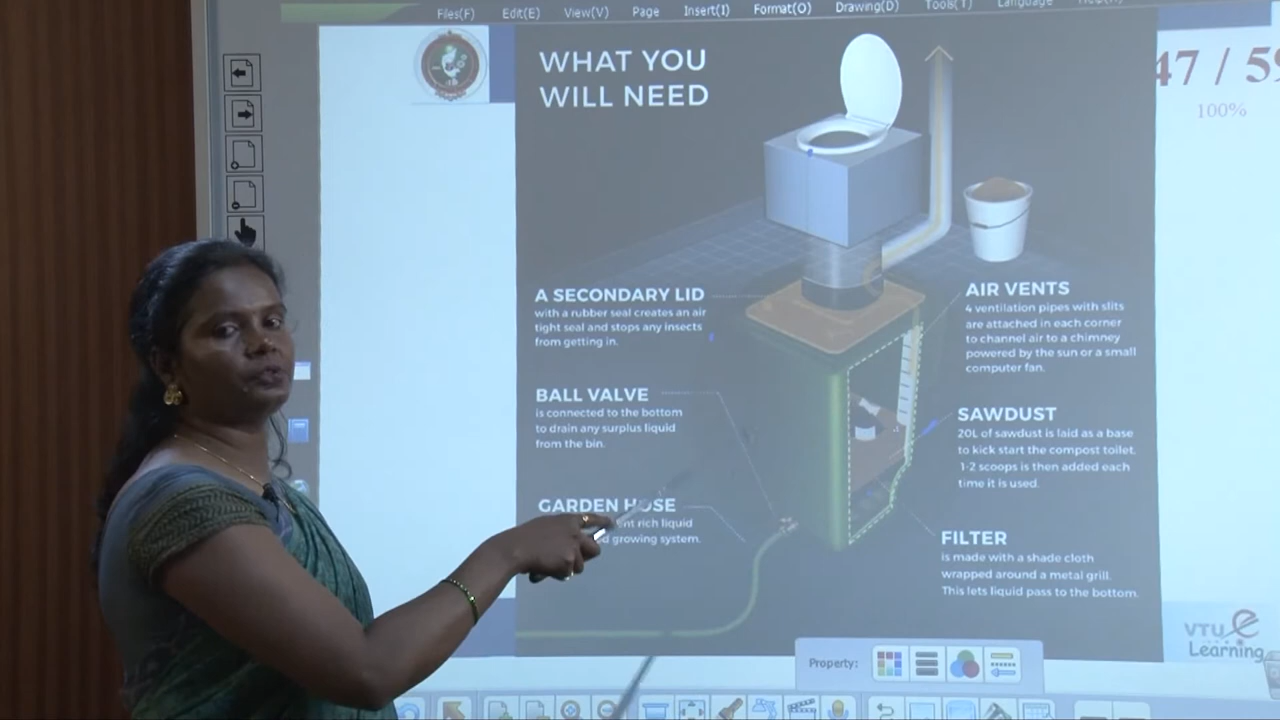 Files(F) Edit(E) View(V) Page Insert(I) Format(O) Drawing(D) Tools(T) Language
47 / 59
100%
WHAT YOU
WILL NEED
A SECONDARY LID
with a rubber seal creates an air
tight seal and stops any insects
from getting in.
BALL VALVE
is connected to the bottom
to drain any surplus liquid
from the bin.
GARDEN HOSE
rich liquid
growing system.
AIR VENTS
4 ventilation pipes with slits
are attached in each corner
to channel air to a chimney
powered by the sun or a small
computer fan.
SAWDUST
20L of sawdust is laid as a base
to kick start the compost toilet.
1-2 scoops is then added each
time it is used.
FILTER
is made with a shade cloth
wrapped around a metal grill.
This lets liquid pass to the bottom.
VTU e
Learning
Property: